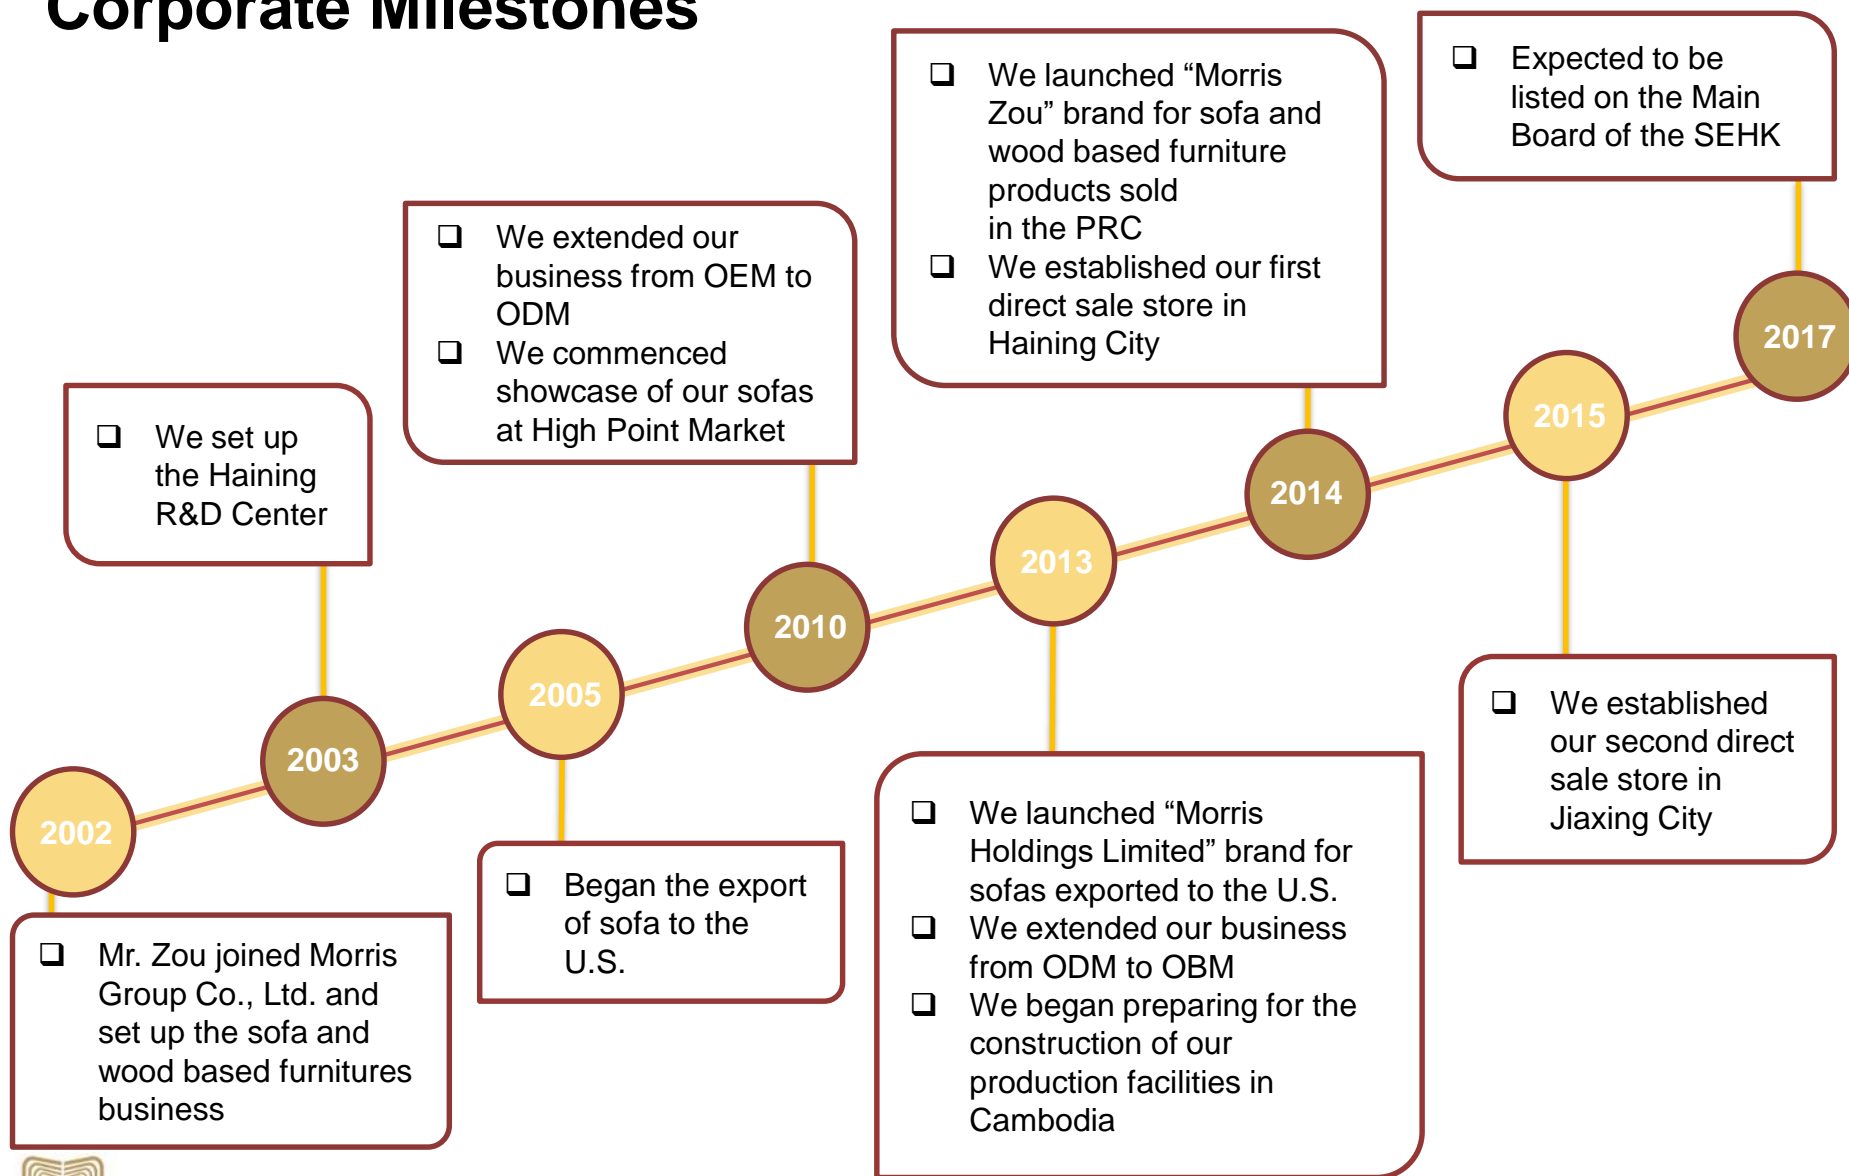 Corporate Milestones
❑ We launched “Morris
Zou” brand for sofa and
wood based furniture
products sold
in the PRC
❑ We established our first
direct sale store in
Haining City
❑ Expected to be
listed on the Main
Board of the SEHK
❑ We extended our
business from OEM to
ODM
❑ We commenced
showcase of our sofas
at High Point Market
❑ We set up
the Haining
R&D Center
2002
2003
2005
2010
2013
2014
2015
2017
❑ Mr. Zou joined Morris
Group Co., Ltd. and
set up the sofa and
wood based furnitures
business
❑ Began the export
of sofa to the
U.S.
❑ We launched “Morris
Holdings Limited” brand for
sofas exported to the U.S.
❑ We extended our business
from ODM to OBM
❑ We began preparing for the
construction of our
production facilities in
Cambodia
❑ We established
our second direct
sale store in
Jiaxing City